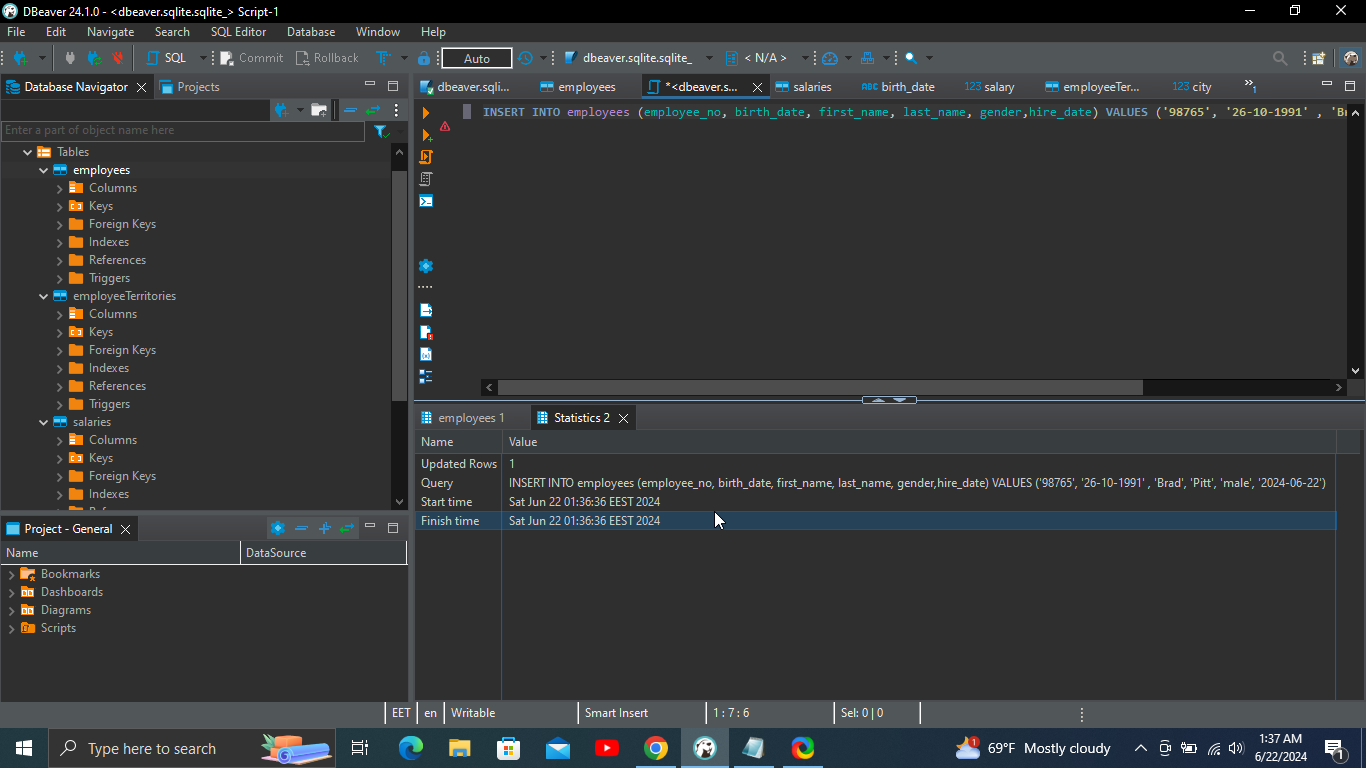 DBeaver 24.1.0 - <dbeaver.sqlite.sqlite_> Script-1
File Edit Navigate Search SQL Editor Database Window Help
SQL Commit Rollback Auto dbeaver.sqlite.sqlite_ < N/A >
Database Navigator Projects
dbeaver.sqli... employees *<dbeaver.s... salaries ABC birth_date 123 salary employeeTer... 123 city »1
Enter a part of object name here
INSERT INTO employees (employee_no, birth_date, first_name, last_name, gender,hire_date) VALUES ('98765', '26-10-1991' , 'Br
Tables
employees
Columns
Keys
Foreign Keys
Indexes
References
Triggers
employeeTerritories
Columns
Keys
Foreign Keys
Indexes
References
Triggers
salaries
Columns
Keys
Foreign Keys
Indexes
employees 1 Statistics 2
Name Value
Updated Rows 1
Query INSERT INTO employees (employee_no, birth_date, first_name, last_name, gender,hire_date) VALUES ('98765', '26-10-1991' , 'Brad', 'Pitt', 'male', '2024-06-22')
Start time Sat Jun 22 01:36:36 EEST 2024
Finish time Sat Jun 22 01:36:36 EEST 2024
Project - General
Name DataSource
Bookmarks
Dashboards
Diagrams
Scripts
EET en Writable Smart Insert 1 : 7 : 6 Sel: 0 | 0
Type here to search
1 69°F Mostly cloudy
1:37 AM
6/22/2024
1